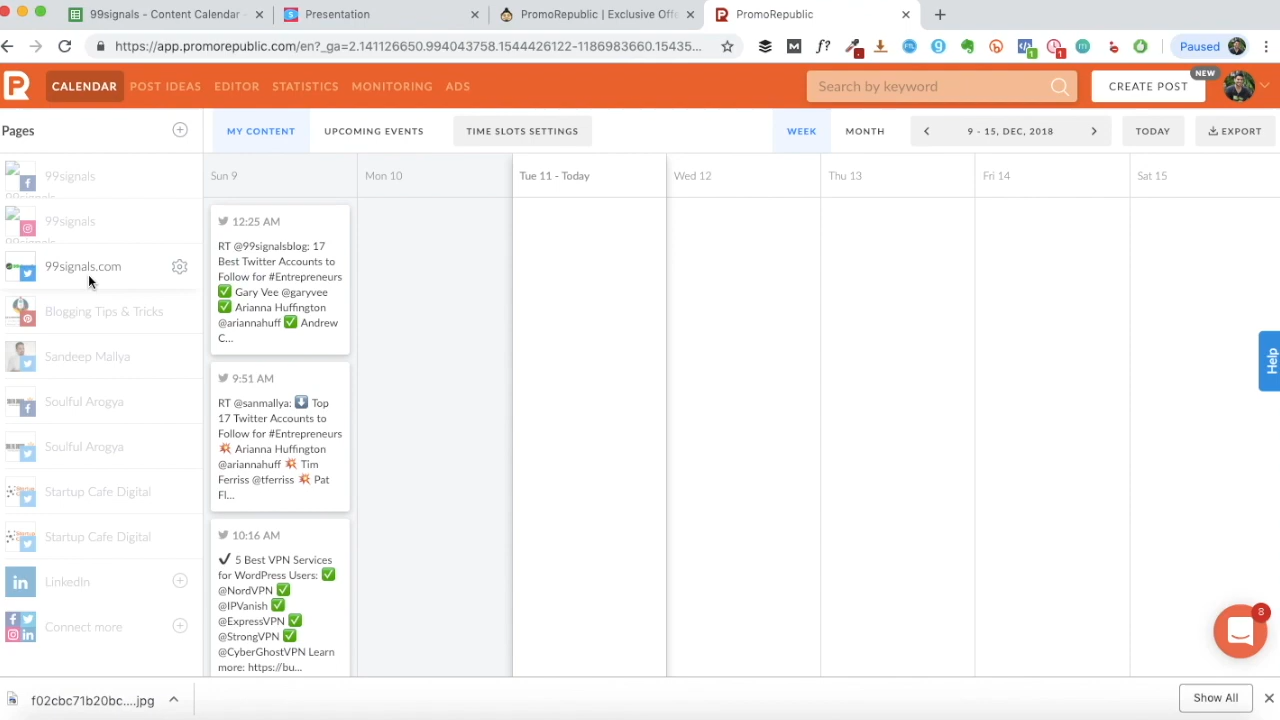 99signals - Content Calendar -
Presentation
PromoRepublic | Exclusive Offe
PromoRepublic
https://app.promorepublic.com/en?_ga=2.141126650.994043758.1544426122-1186983660.15435...
Paused
CALENDAR
POST IDEAS
EDITOR
STATISTICS
MONITORING
ADS
Search by keyword
CREATE POST
NEW
Pages
MY CONTENT
UPCOMING EVENTS
TIME SLOTS SETTINGS
WEEK
MONTH
9 - 15, DEC, 2018
TODAY
EXPORT
Sun 9
Mon 10
Tue 11 - Today
Wed 12
Thu 13
Fri 14
Sat 15
99signals
99signals
99signals.com
Blogging Tips & Tricks
Sandeep Mallya
Soulful Arogya
Soulful Arogya
Startup Cafe Digital
Startup Cafe Digital
LinkedIn
Connect more
12:25 AM
RT @99signalsblog: 17
Best Twitter Accounts to
Follow for #Entrepreneurs
✅ Gary Vee @garyvee
✅ Arianna Huffington
@ariannahuff ✅ Andrew
C...
9:51 AM
RT @sanmallya: ⬇️ Top
17 Twitter Accounts to
Follow for #Entrepreneurs
💥 Arianna Huffington
@ariannahuff 💥 Tim
Ferriss @tferriss 💥 Pat
Fl...
10:16 AM
✔️ 5 Best VPN Services
for WordPress Users: ✅
@NordVPN ✅
@IPVanish ✅
@ExpressVPN ✅
@StrongVPN ✅
@CyberGhostVPN Learn
more: https://bu...
Help
8
f02cbc71b20bc....jpg
Show All